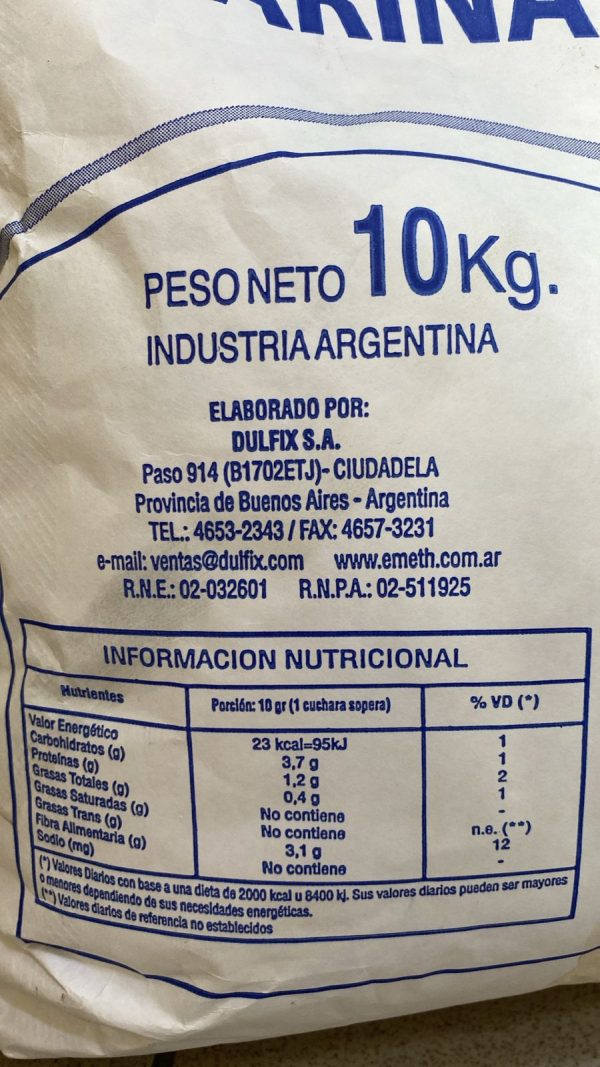 PESO NETO 10 Kg.
INDUSTRIA ARGENTINA
ELABORADO POR:
DULFIX S.A.
Paso 914 (B1702ETJ)- CIUDADELA
Provincia de Buenos Aires - Argentina
TEL.: 4653-2343 / FAX: 4657-3231
e-mail: ventas@dulfix.com www.emeth.com.ar
R.N.E.: 02-032601 R.N.P.A.: 02-511925
INFORMACION NUTRICIONAL
Nutrientes Porción: 10 gr (1 cuchara sopera) % VD (*)
Valor Energético 23 kcal=95kJ 1
Carbohidratos (g) 3,7 g 1
Proteínas (g) 1,2 g 2
Grasas Totales (g) 0,4 g 1
Grasas Saturadas (g) No contiene -
Grasas Trans (g) No contiene n.e. (**)
Fibra Alimentaria (g) 3,1 g 12
Sodio (mg) No contiene -
(*) Valores Diarios con base a una dieta de 2000 kcal u 8400 kj. Sus valores diarios pueden ser mayores
o menores dependiendo de sus necesidades energéticas.
(**) Valores diarios de referencia no establecidos